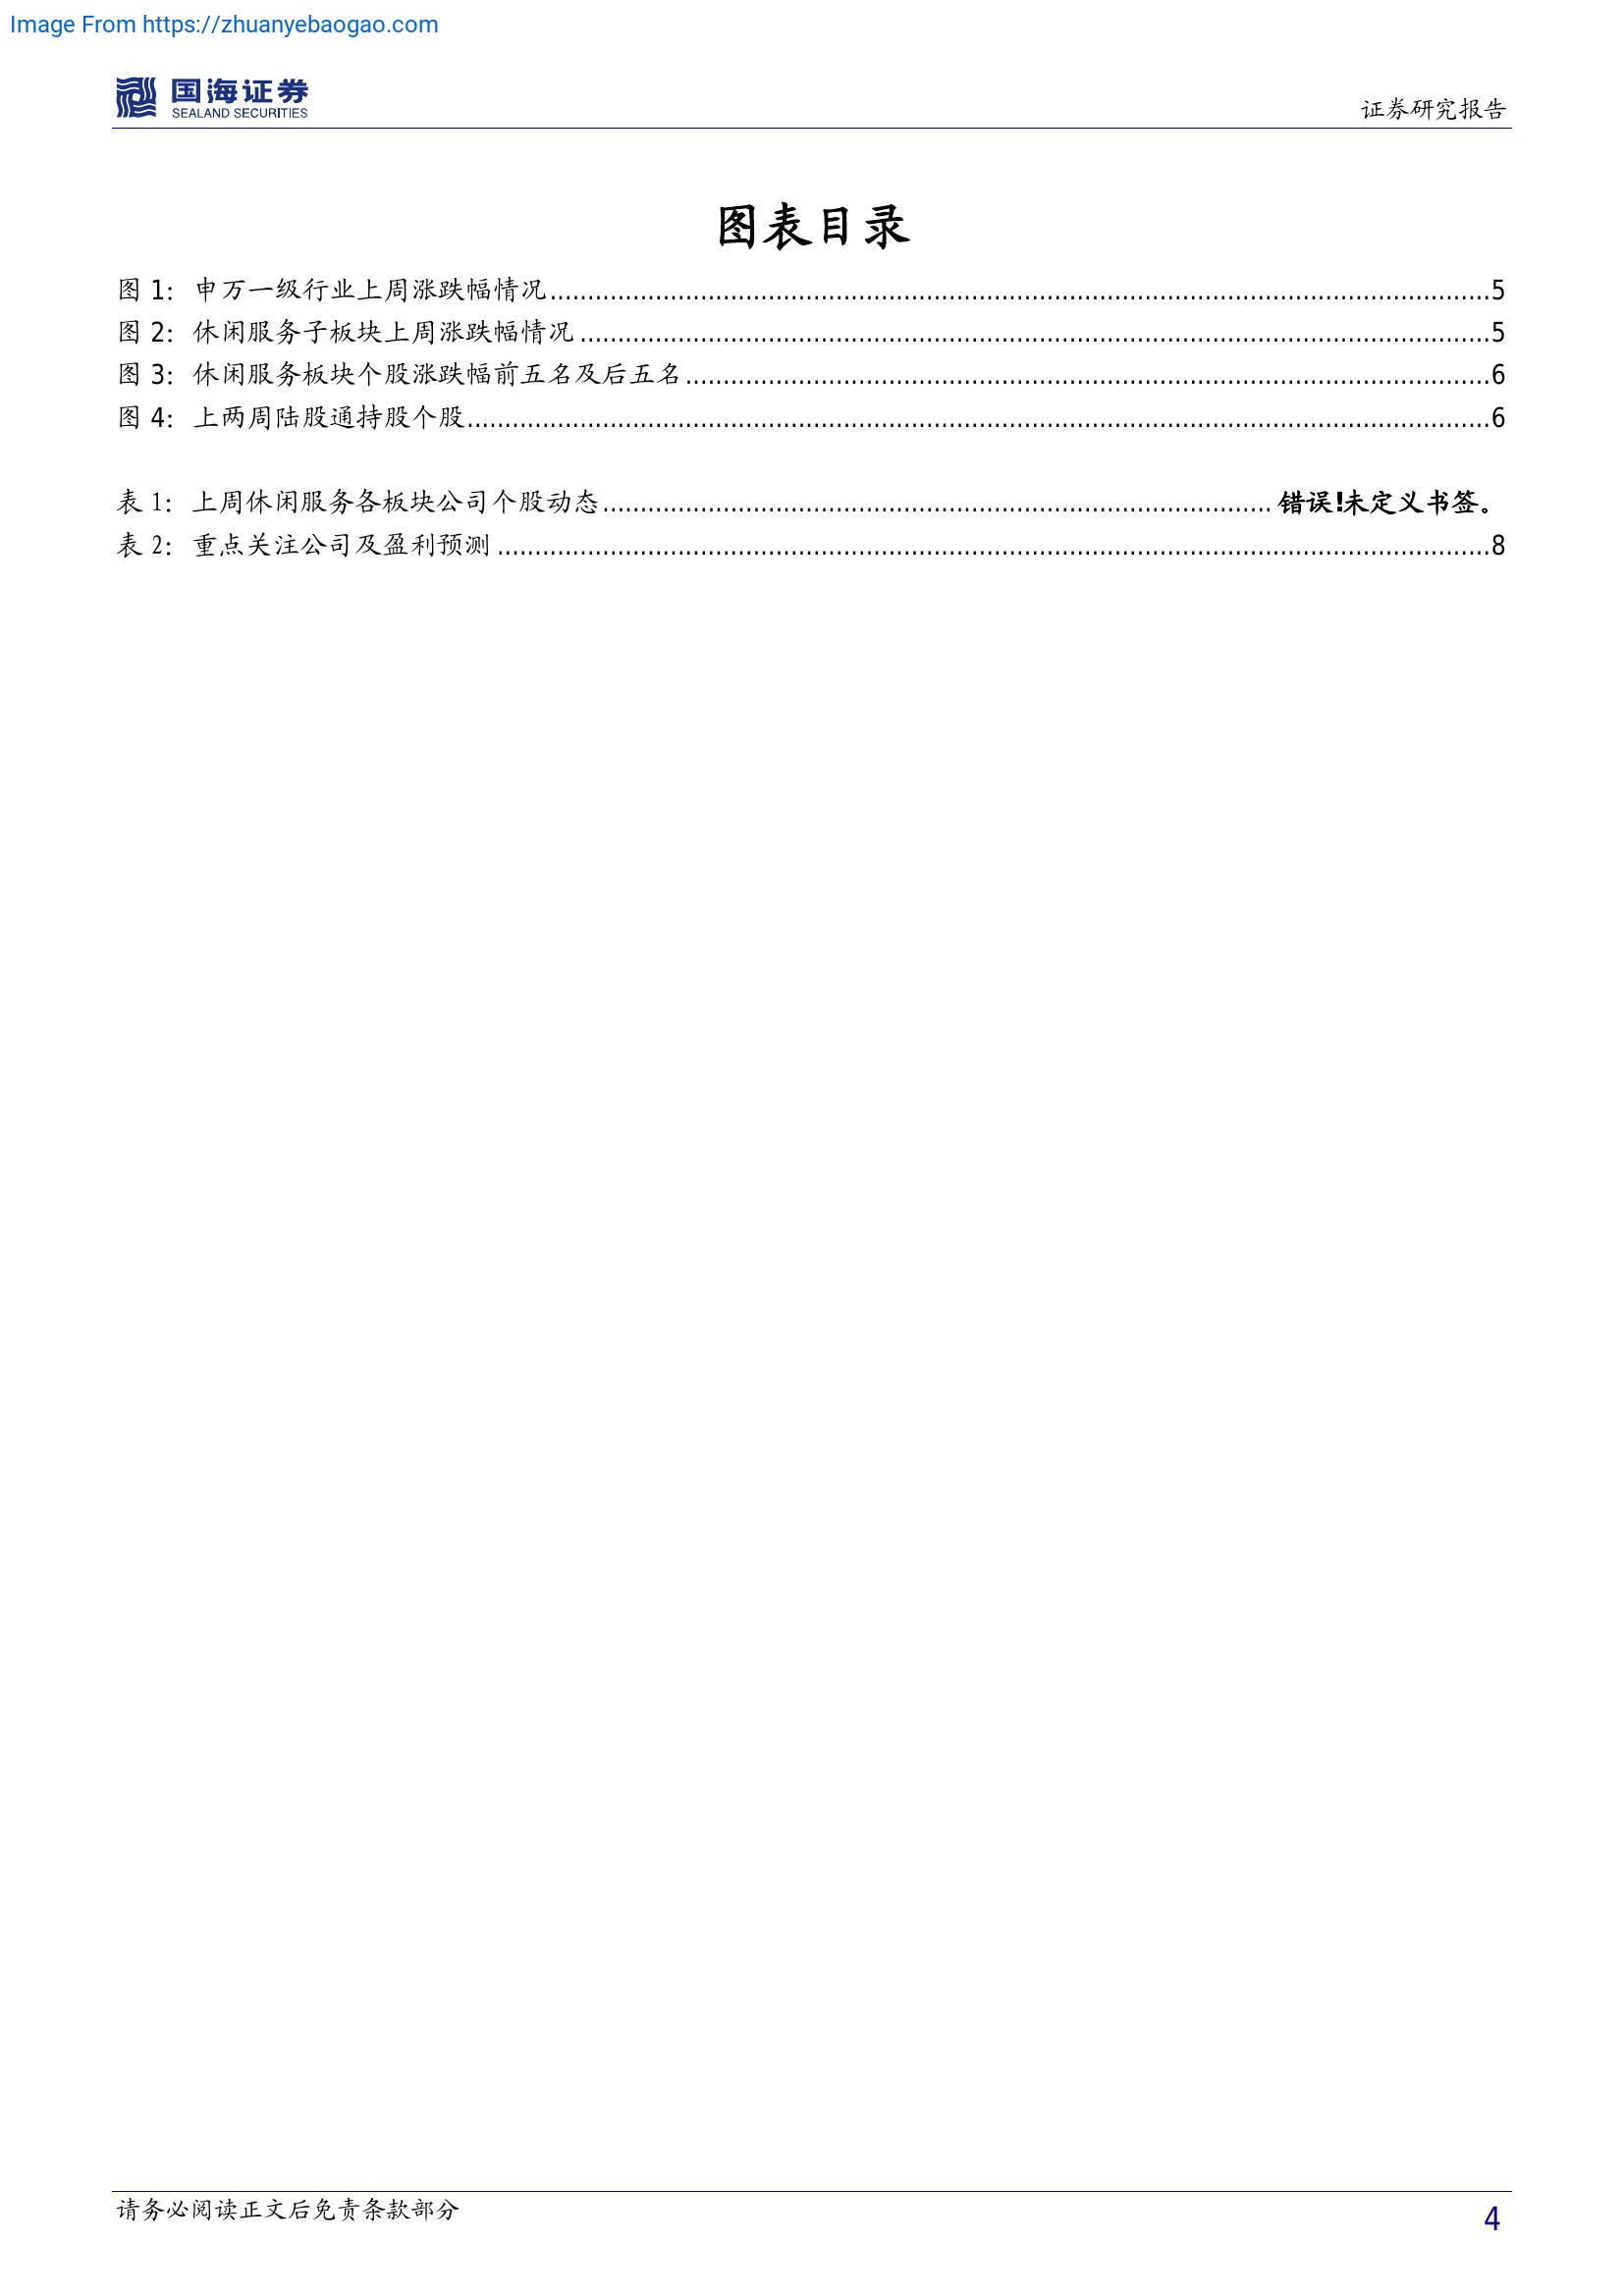 Image From https://zhuanyebaogao.com
国海证券
SEALAND SECURITIES
证券研究报告
图表目录
图 1：申万一级行业上周涨跌幅情况........................................................................................................................5
图 2：休闲服务子板块上周涨跌幅情况....................................................................................................................5
图 3：休闲服务板块个股涨跌幅前五名及后五名......................................................................................................6
图 4：上两周陆股通持股个股..................................................................................................................................6
表 1：上周休闲服务各板块公司个股动态.........................................................................................错误!未定义书签。
表 2：重点关注公司及盈利预测..............................................................................................................................8
请务必阅读正文后免责条款部分
4